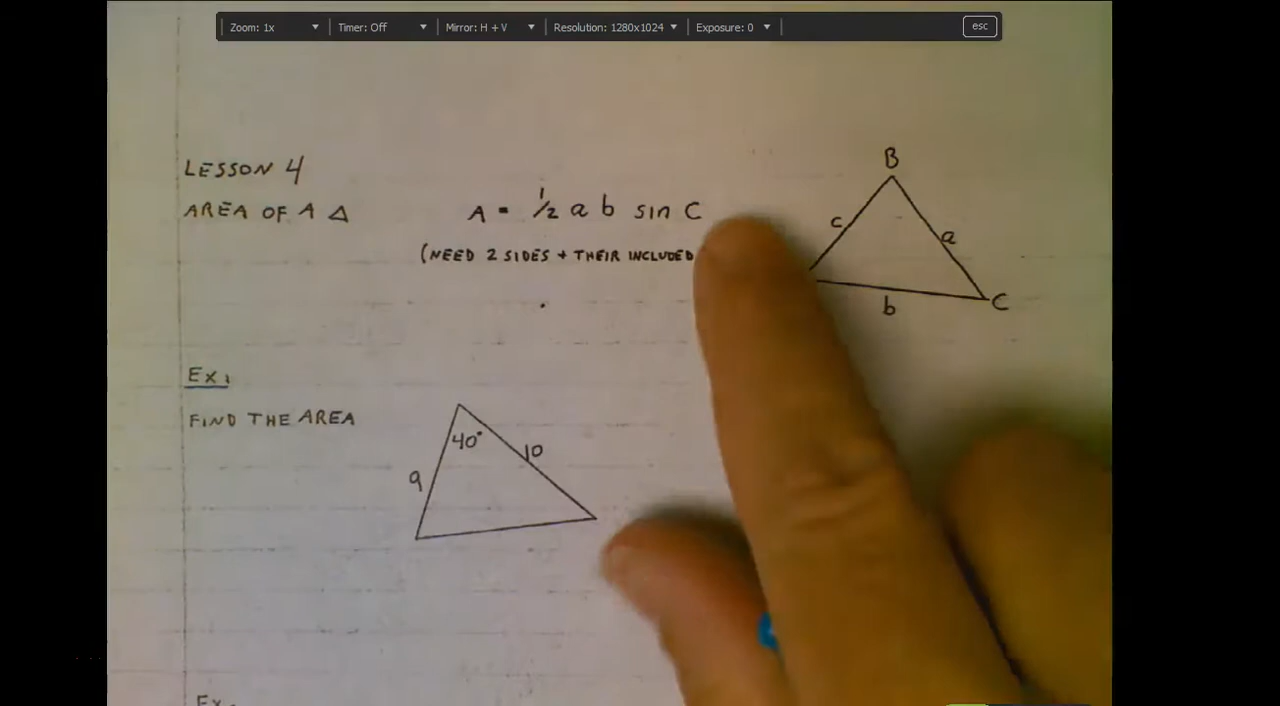 Zoom: 1x Timer: Off Mirror: H + V Resolution: 1280x1024 Exposure: 0 esc
LESSON 4
AREA OF A Δ
A = 1/2 a b sin C
(NEED 2 SIDES + THEIR INCLUDED
B
c
a
b
C
Ex.
FIND THE AREA
40°
10
9
Ex.